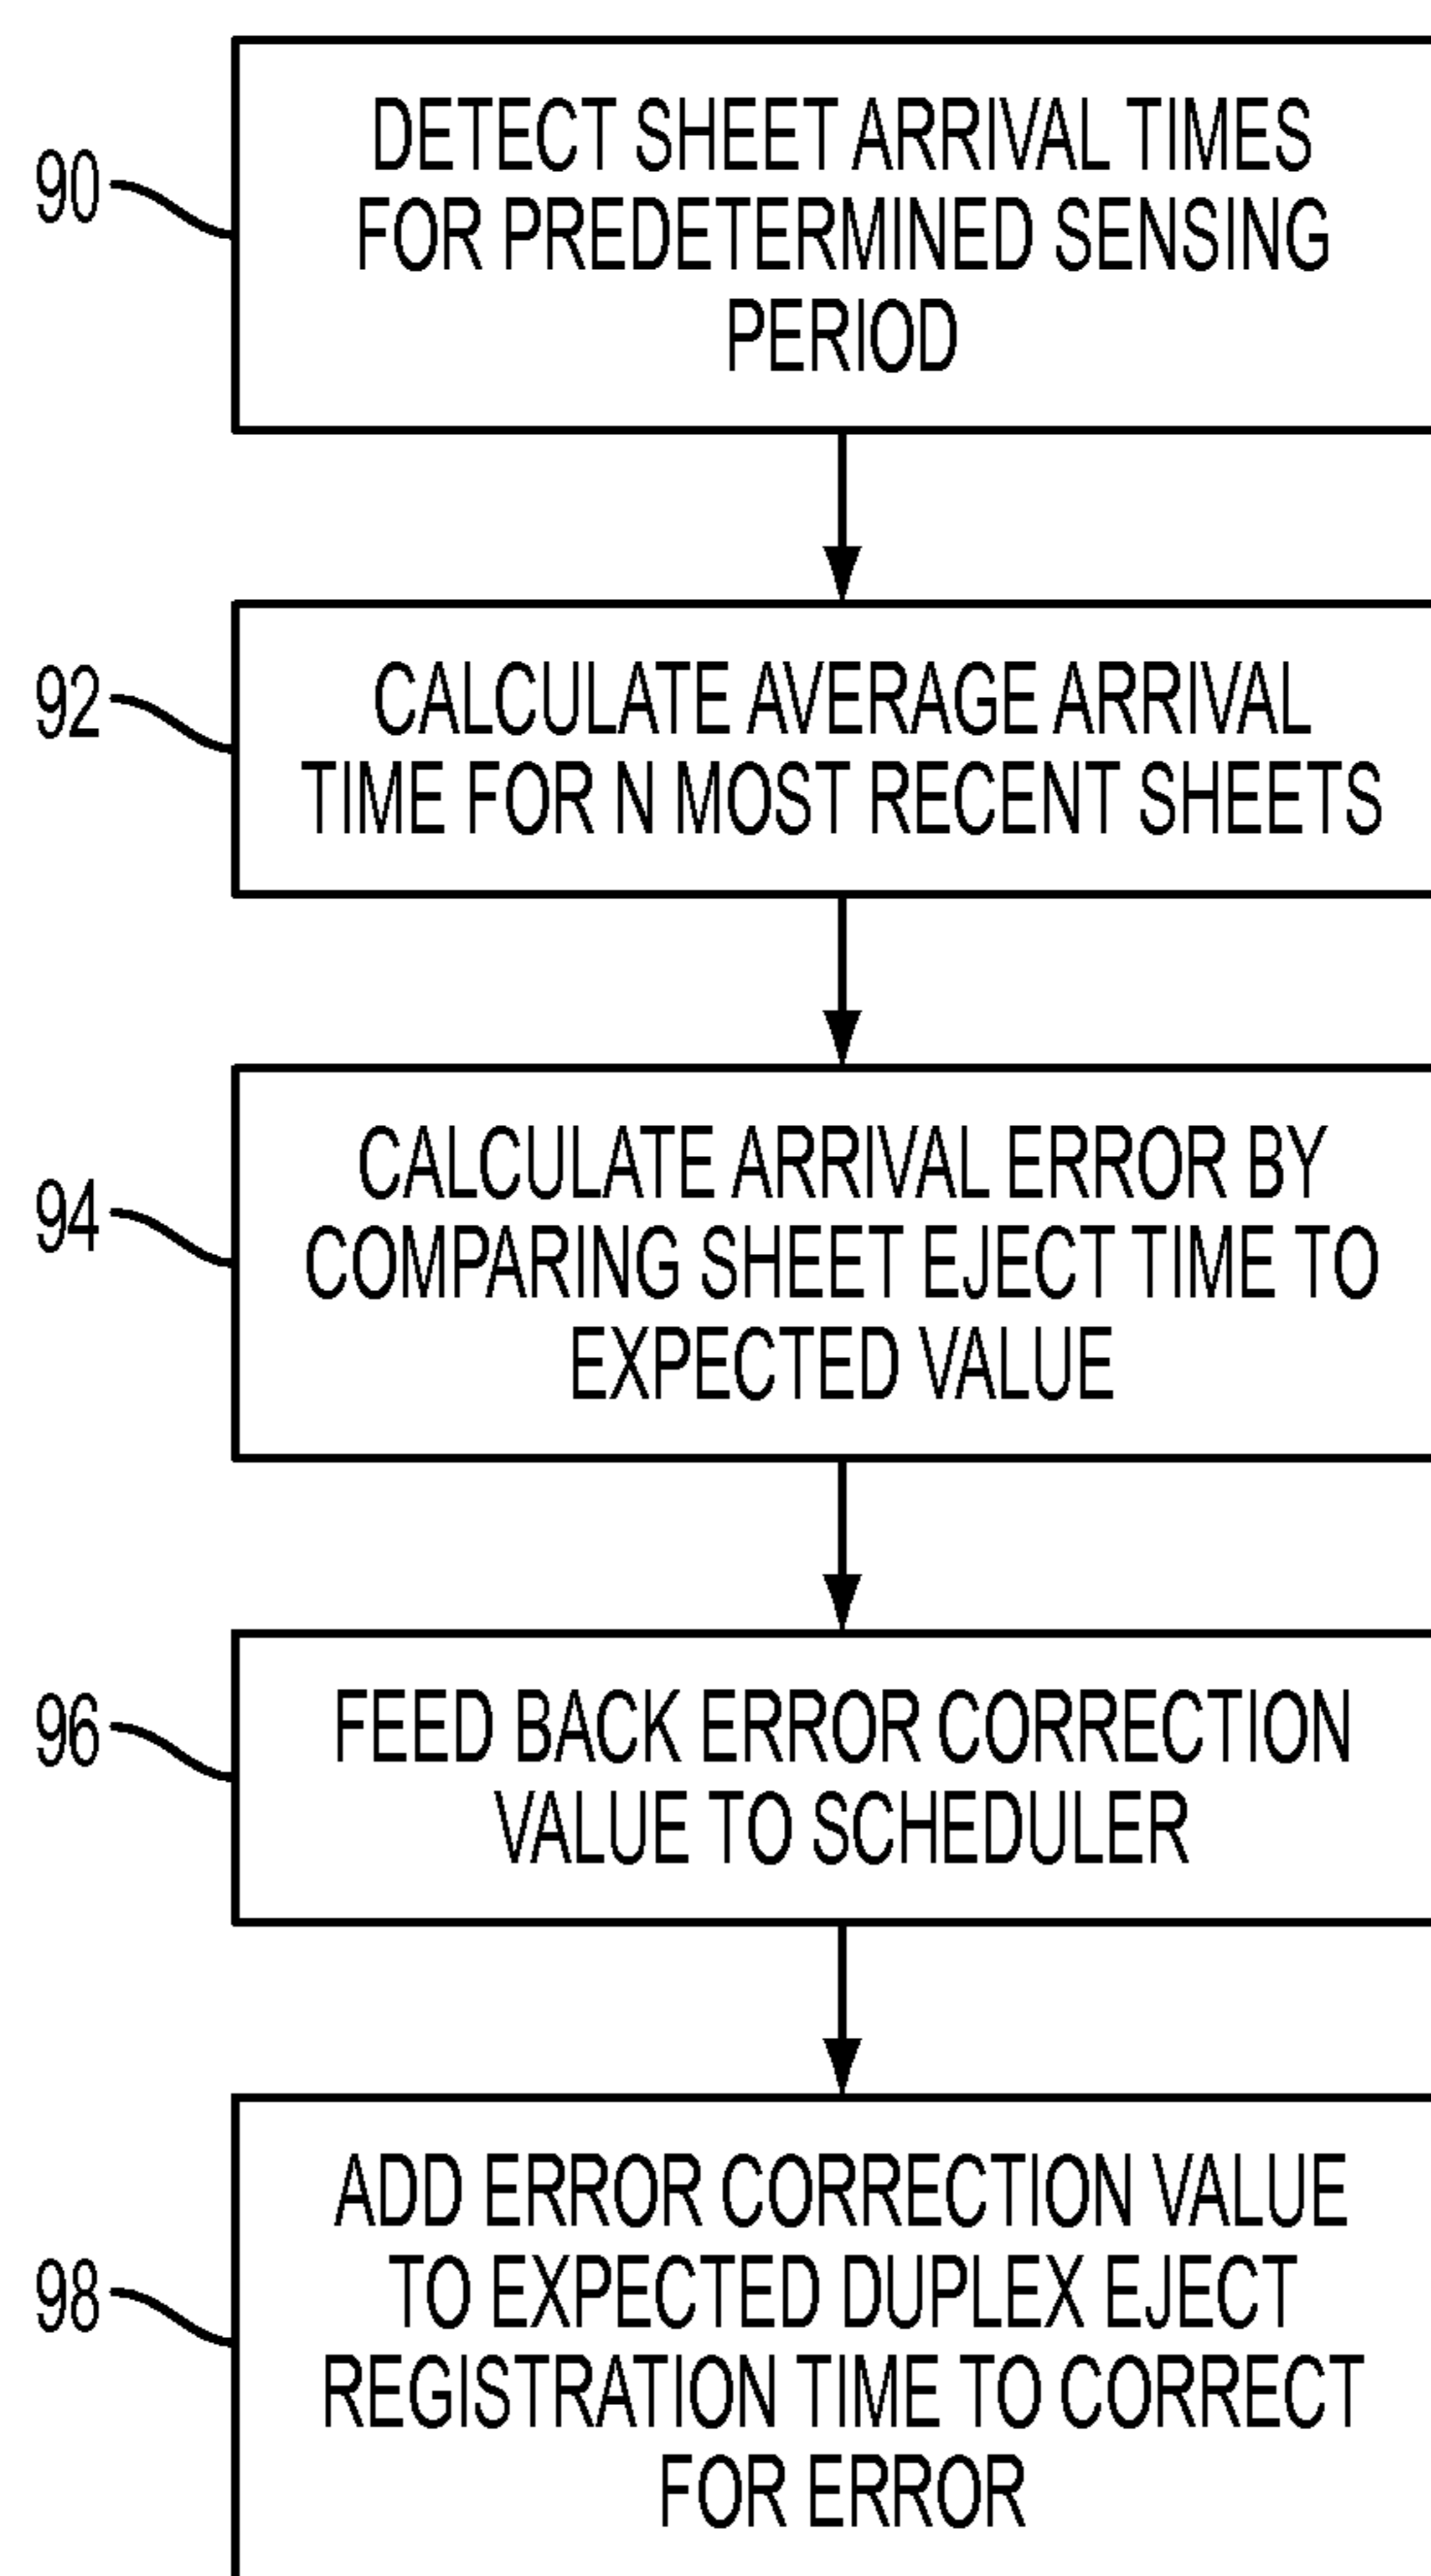 90
DETECT SHEET ARRIVAL TIMES
FOR PREDETERMINED SENSING
PERIOD
92
CALCULATE AVERAGE ARRIVAL
TIME FOR N MOST RECENT SHEETS
94
CALCULATE ARRIVAL ERROR BY
COMPARING SHEET EJECT TIME TO
EXPECTED VALUE
96
FEED BACK ERROR CORRECTION
VALUE TO SCHEDULER
98
ADD ERROR CORRECTION VALUE
TO EXPECTED DUPLEX EJECT
REGISTRATION TIME TO CORRECT
FOR ERROR